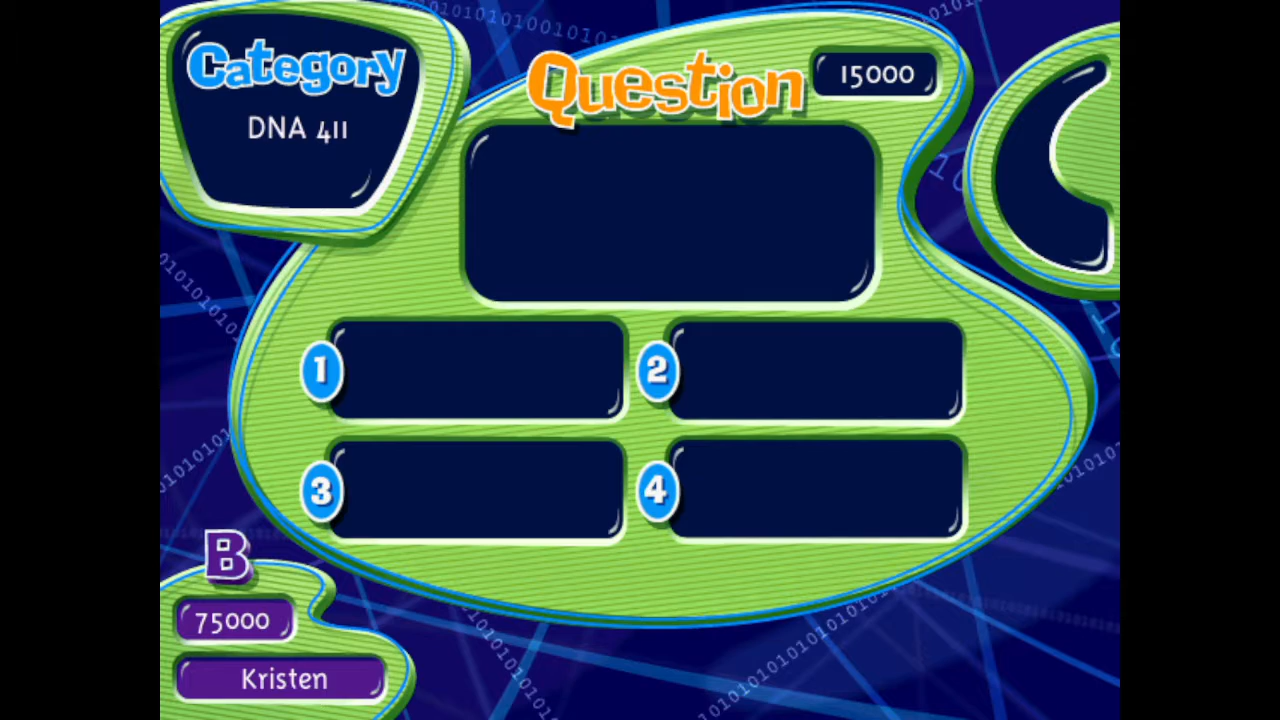 Category
DNA 411
Question
15000
1
2
3
4
B
75000
Kristen